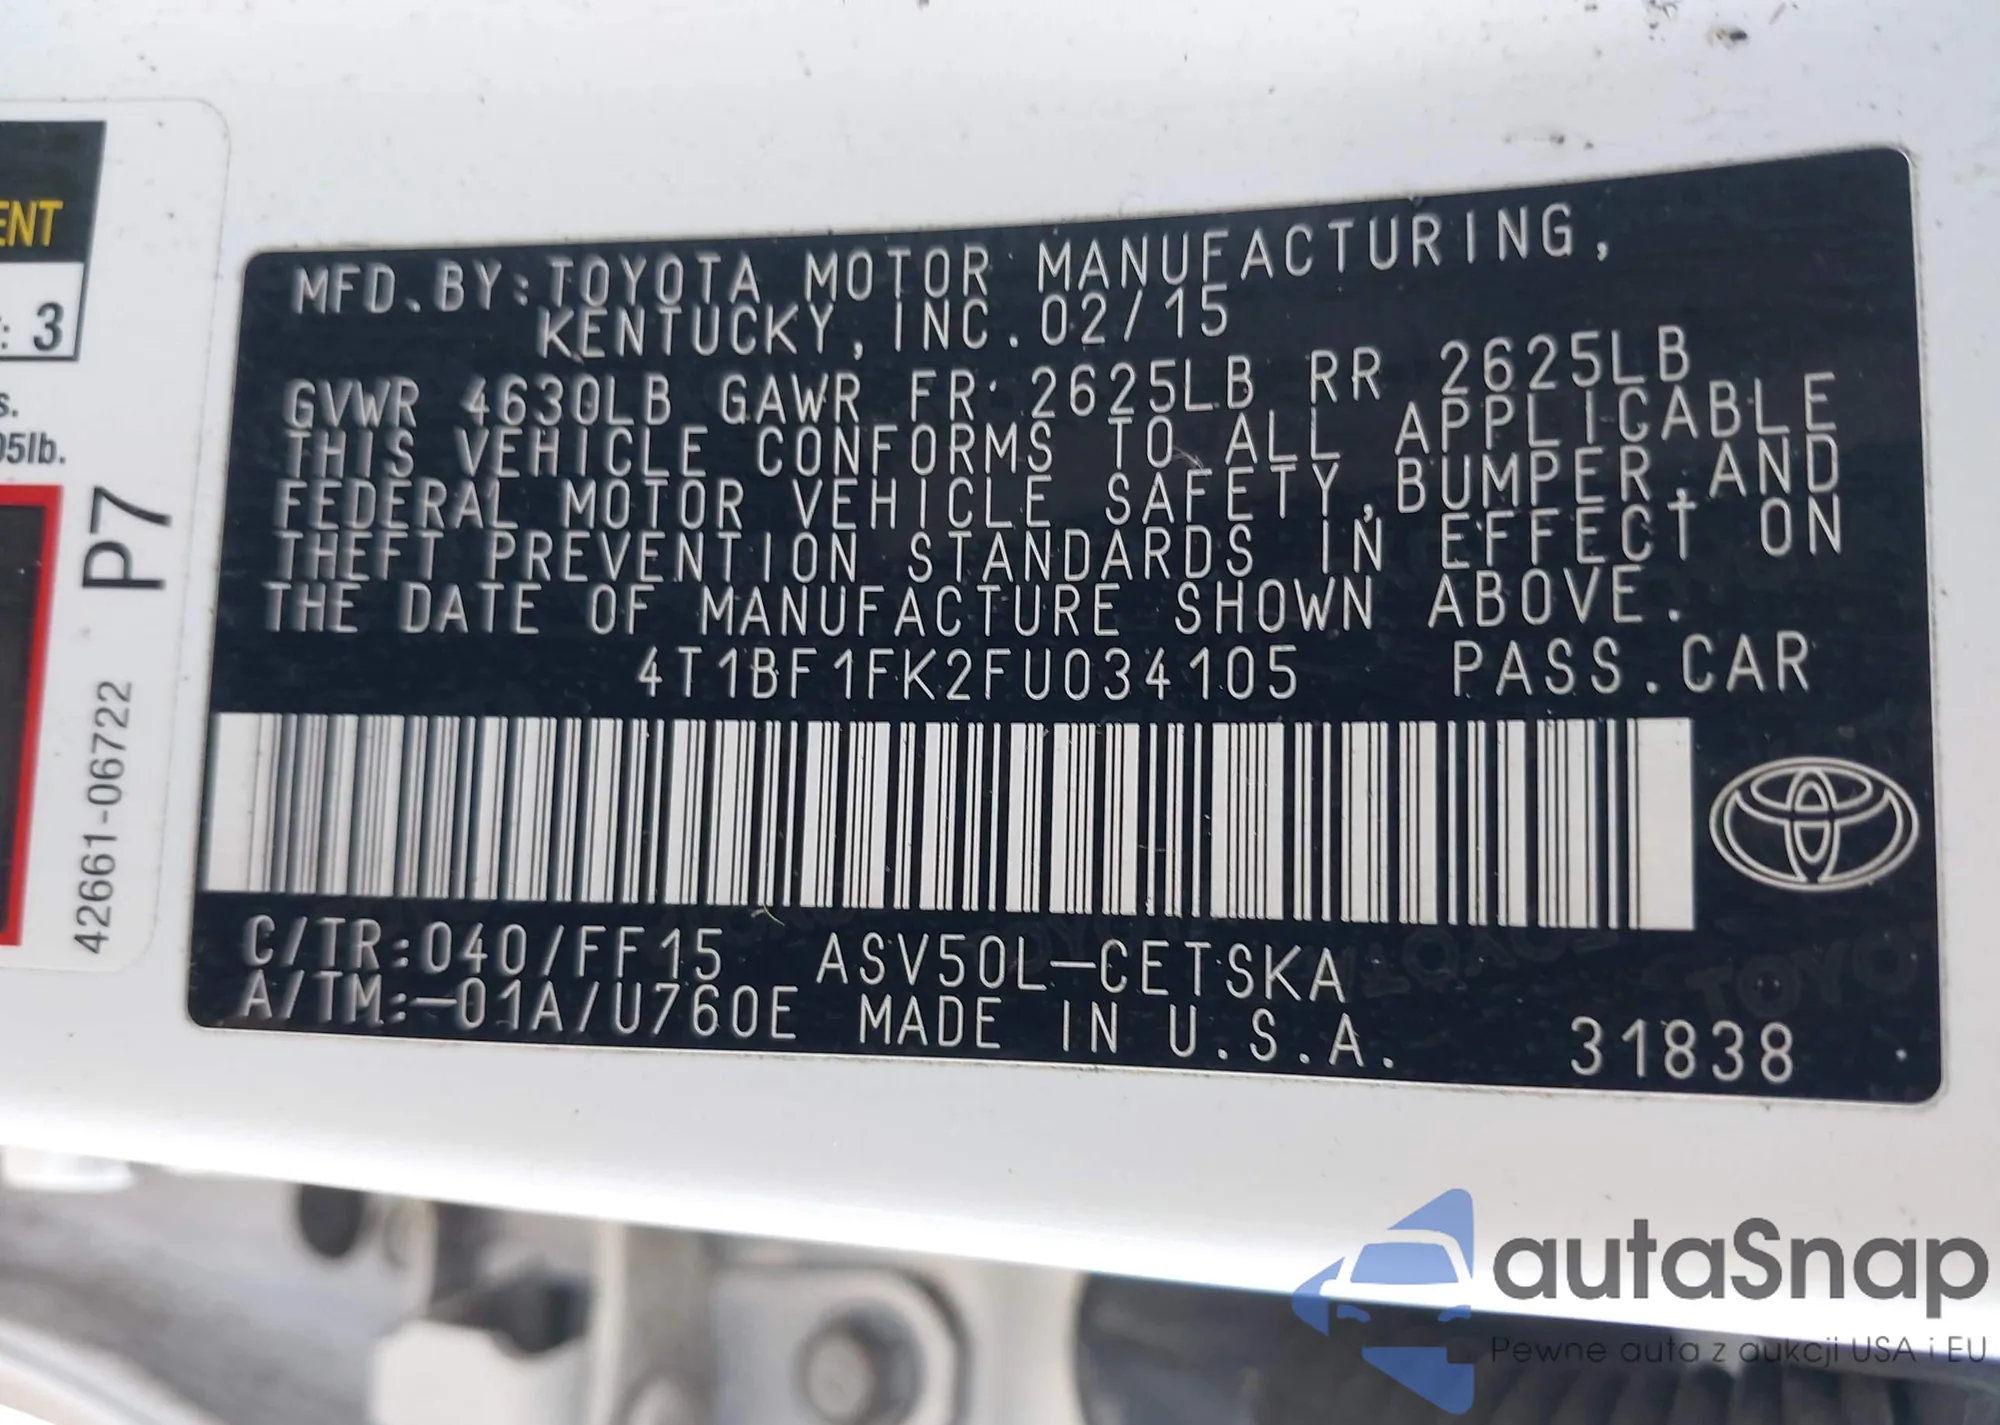 ENT
: 3
s.
05lb.
P7
42661-06722
MFD.BY:TOYOTA MOTOR MANUFACTURING,
KENTUCKY, INC.02/15
GVWR 4630LB GAWR FR 2625LB RR 2625LB
THIS VEHICLE CONFORMS TO ALL APPLICABLE
FEDERAL MOTOR VEHICLE SAFETY,BUMPER,AND
THEFT PREVENTION STANDARDS IN EFFECT ON
THE DATE OF MANUFACTURE SHOWN ABOVE.
4T1BF1FK2FU034105 PASS.CAR
C/TR:040/FF15 ASV50L-CETSKA
A/TM:-01A/U760E MADE IN U.S.A. 31838
autoSnap
Pewne auta z aukcji USA i EU